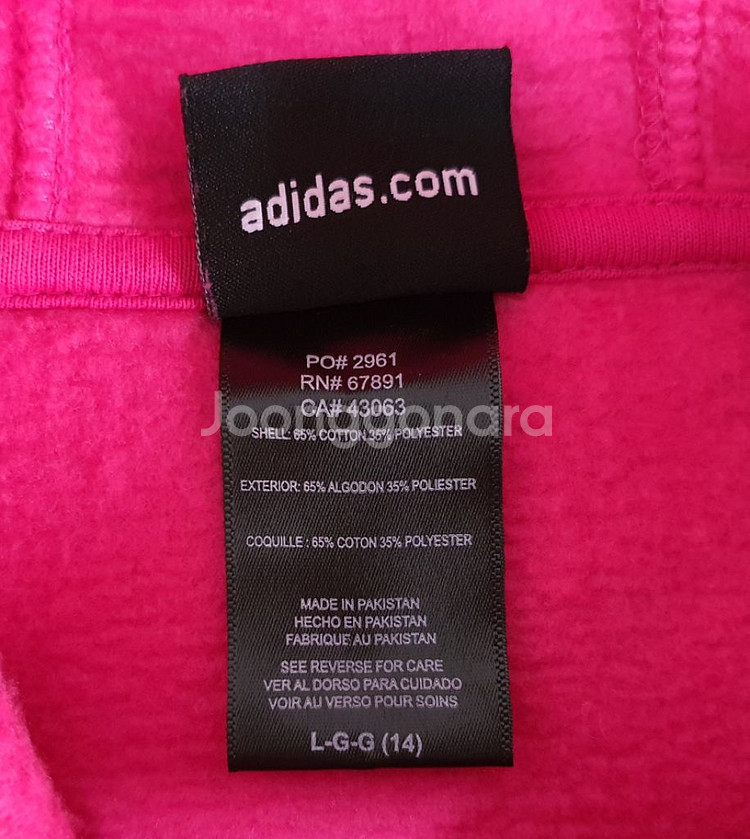 adidas.com
PO# 2961
RN# 67891
CA# 43063
Joonggonara
SHELL: 65% COTTON 35% POLYESTER
EXTERIOR: 65% ALGODON 35% POLIESTER
COQUILLE : 65% COTON 35% POLYESTER
MADE IN PAKISTAN
HECHO EN PAKISTAN
FABRIQUE AU PAKISTAN
SEE REVERSE FOR CARE
VER AL DORSO PARA CUIDADO
VOIR AU VERSO POUR SOINS
L-G-G (14)